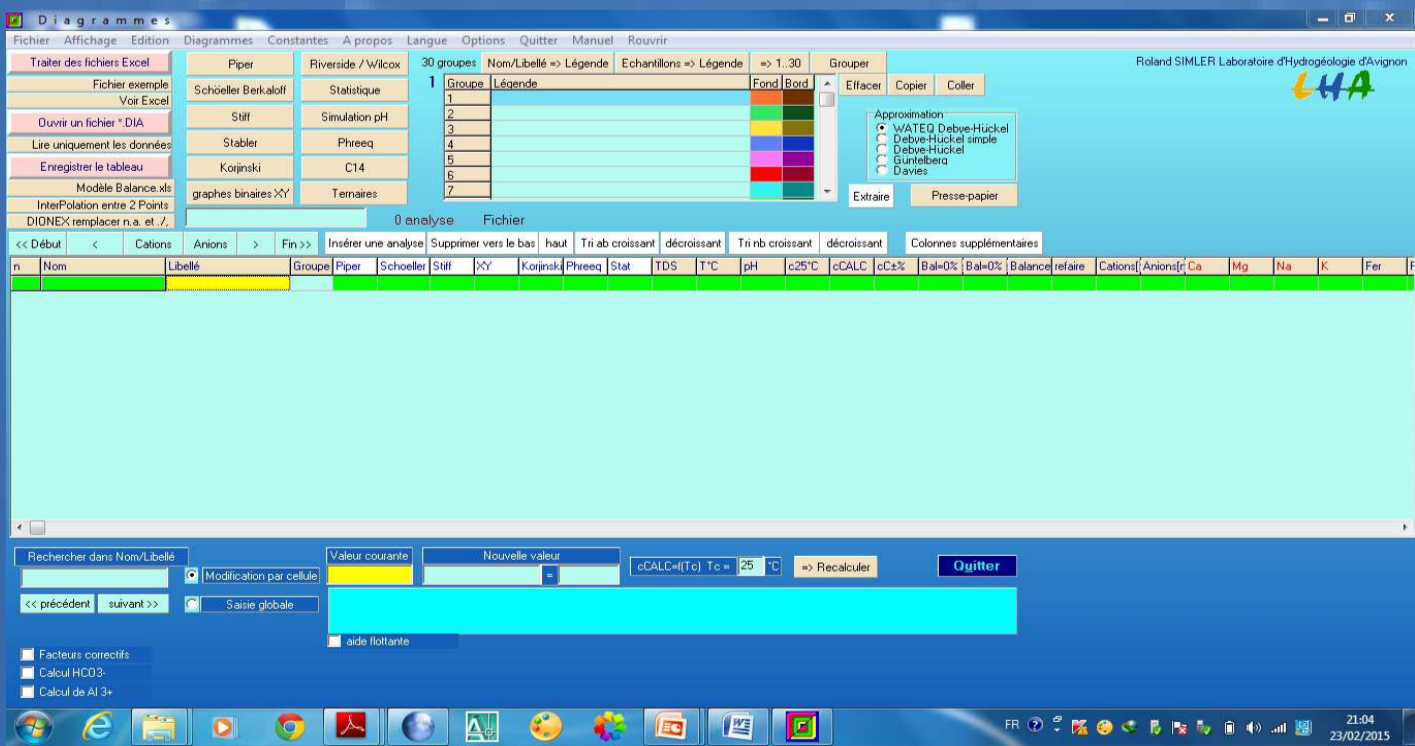 Diagrammes
Fichier Affichage Edition Diagrammes Constantes A propos Langue Options Quitter Manuel Rouvrir
Traiter des fichiers Excel
Fichier exemple
Voir Excel
Ouvrir un fichier *.DIA
Lire uniquement les données
Enregistrer le tableau
Modèle Balance.xls
InterPolation entre 2 Points
DIONEX remplacer n.a. et ./,
Piper
Schöeller Berkaloff
Stiff
Stabler
Korjinski
graphes binaires XY
Riverside / Wilcox
Statistique
Simulation pH
Phreeq
C14
Ternaires
30 groupes Nom/Libellé => Légende Echantillons => Légende => 1..30 Grouper
1 Groupe Légende Fond Bord
1
2
3
4
5
6
7
Effacer Copier Coller
Approximation
WATEQ Debye-Hückel
Debye-Hückel simple
Debye-Hückel
Güntelberg
Davies
Extraire Presse-papier
Roland SIMLER Laboratoire d'Hydrogéologie d'Avignon
LHA
0 analyse Fichier
<< Début < Cations Anions > Fin >> Insérer une analyse Supprimer vers le bas haut Tri ab croissant décroissant Tri nb croissant décroissant Colonnes supplémentaires
n Nom Libellé Groupe Piper Schoeller Stiff XY Korjinski Phreeq Stat TDS T°C pH c25°C cCALC cC±% Bal=0% Bal=0% Balance refaire Cations[ Anions[r Ca Mg Na K Fer
Rechercher dans Nom/Libellé
<< précédent suivant >>
Modification par cellule
Saisie globale
Valeur courante
Nouvelle valeur
=
cCALC=f(Tc) Tc = 25 °C => Recalculer
Quitter
aide flottante
Facteurs correctifs
Calcul HCO3-
Calcul de Al 3+
FR
21:04
23/02/2015